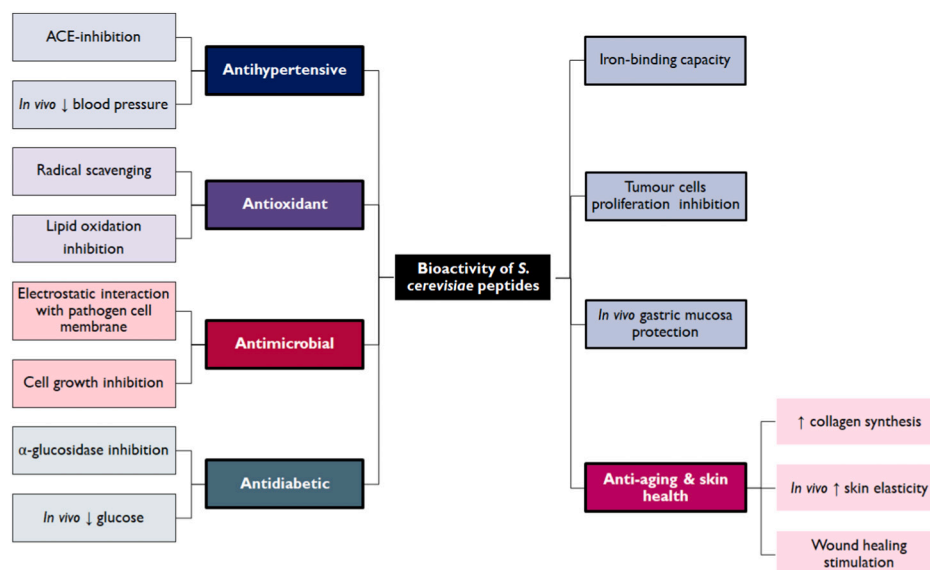 ACE-inhibition
In vivo ↓ blood pressure
Antihypertensive
Radical scavenging
Lipid oxidation
inhibition
Antioxidant
Electrostatic interaction
with pathogen cell
membrane
Cell growth inhibition
Antimicrobial
α-glucosidase inhibition
In vivo ↓ glucose
Antidiabetic
Bioactivity of S.
cerevisiae peptides
Iron-binding capacity
Tumour cells
proliferation inhibition
In vivo gastric mucosa
protection
Anti-aging & skin
health
↑ collagen synthesis
In vivo ↑ skin elasticity
Wound healing
stimulation